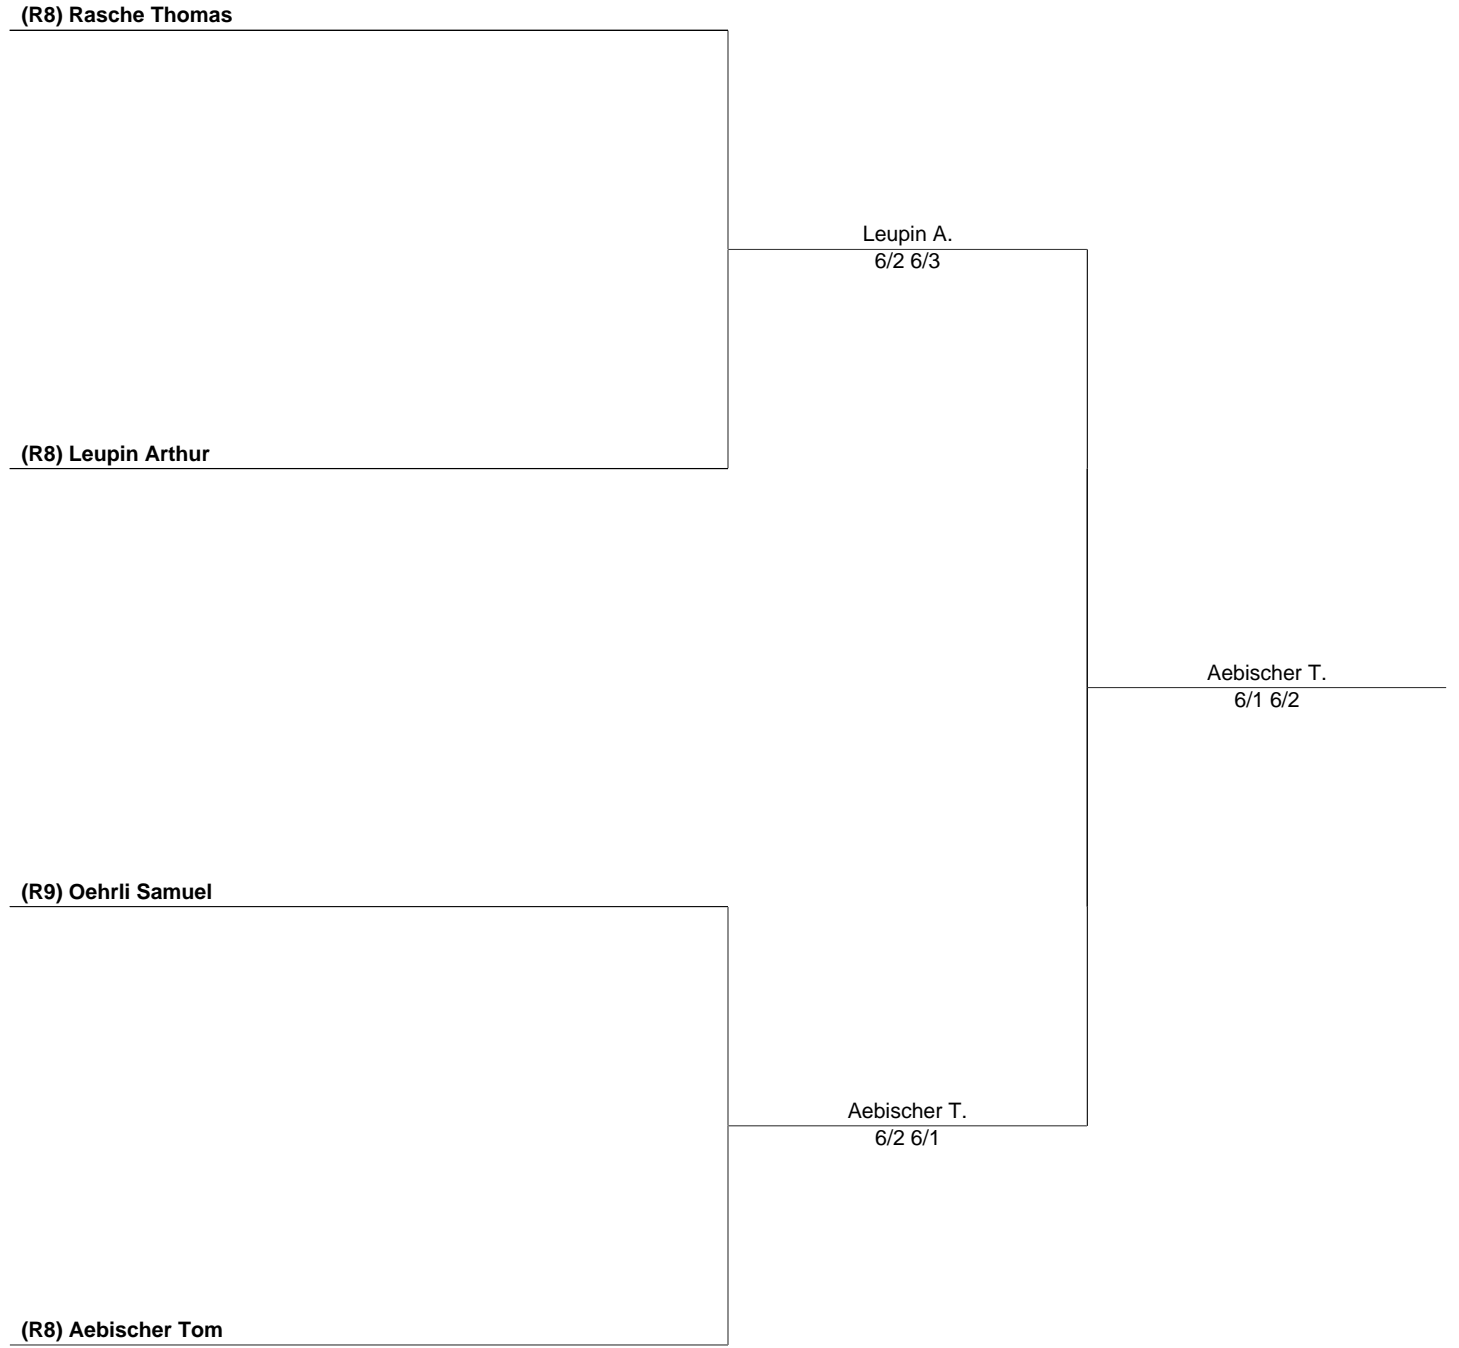 (R8) Rasche Thomas
Leupin A.
6/2 6/3
(R8) Leupin Arthur
Aebischer T.
6/1 6/2
(R9) Oehrli Samuel
Aebischer T.
6/2 6/1
(R8) Aebischer Tom